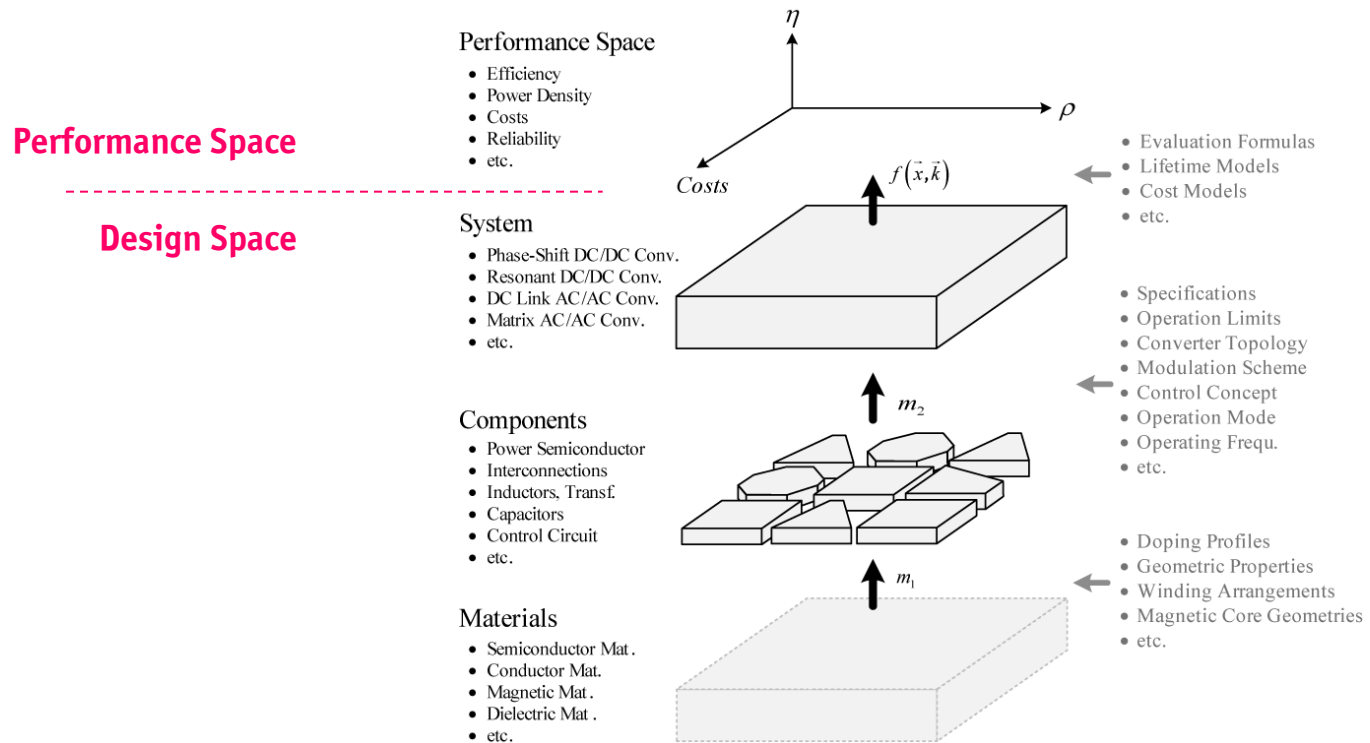 Performance Space
Design Space
Performance Space
• Efficiency
• Power Density
• Costs
• Reliability
• etc.
System
• Phase-Shift DC/DC Conv.
• Resonant DC/DC Conv.
• DC Link AC/AC Conv.
• Matrix AC/AC Conv.
• etc.
Components
• Power Semiconductor
• Interconnections
• Inductors, Transf.
• Capacitors
• Control Circuit
• etc.
Materials
• Semiconductor Mat.
• Conductor Mat.
• Magnetic Mat.
• Dielectric Mat.
• etc.
η
ρ
Costs
f(x⃗,k⃗)
m₂
m₁
• Evaluation Formulas
• Lifetime Models
• Cost Models
• etc.
• Specifications
• Operation Limits
• Converter Topology
• Modulation Scheme
• Control Concept
• Operation Mode
• Operating Frequ.
• etc.
• Doping Profiles
• Geometric Properties
• Winding Arrangements
• Magnetic Core Geometries
• etc.